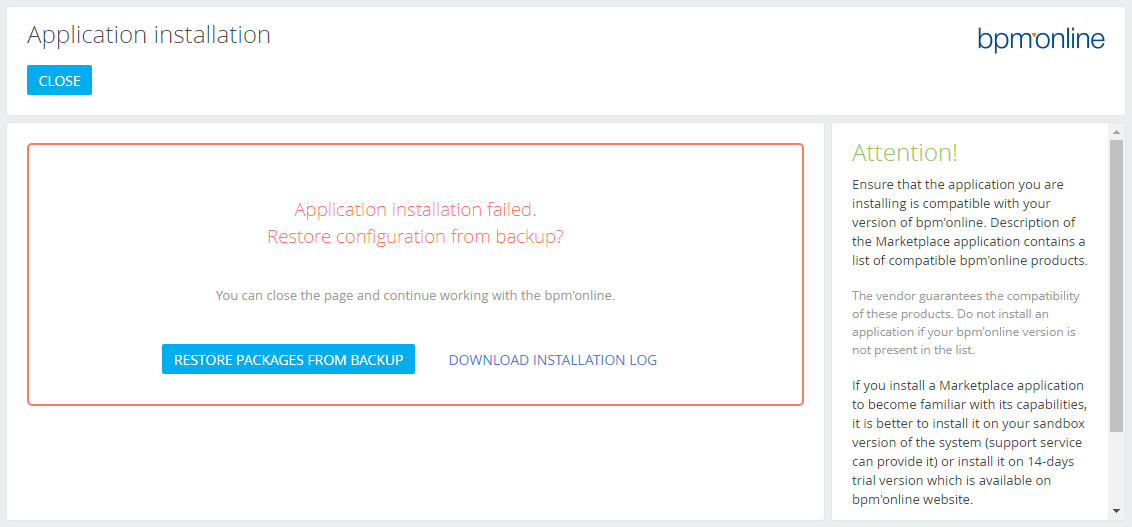 Application installation
bpm'online
CLOSE
Application installation failed.
Restore configuration from backup?
You can close the page and continue working with the bpm'online.
RESTORE PACKAGES FROM BACKUP
DOWNLOAD INSTALLATION LOG
Attention!
Ensure that the application you are
installing is compatible with your
version of bpm'online. Description of
the Marketplace application contains a
list of compatible bpm'online products.
The vendor guarantees the compatibility
of these products. Do not install an
application if your bpm'online version is
not present in the list.
If you install a Marketplace application
to become familiar with its capabilities,
it is better to install it on your sandbox
version of the system (support service
can provide it) or install it on 14-days
trial version which is available on
bpm'online website.